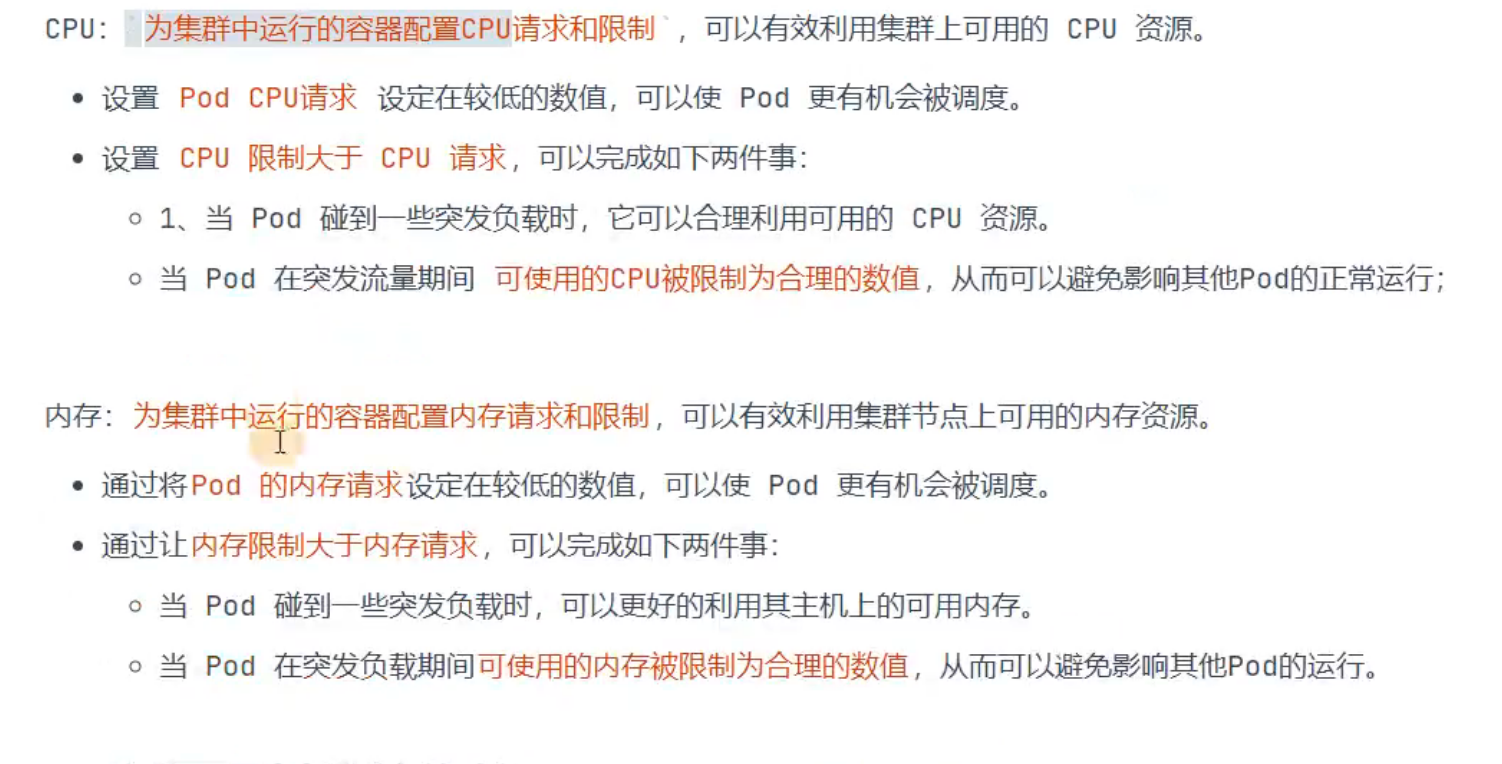 CPU：`为集群中运行的容器配置CPU请求和限制`，可以有效利用集群上可用的 CPU 资源。
• 设置 Pod CPU请求 设定在较低的数值，可以使 Pod 更有机会被调度。
• 设置 CPU 限制大于 CPU 请求，可以完成如下两件事：
○ 1、当 Pod 碰到一些突发负载时，它可以合理利用可用的 CPU 资源。
○ 当 Pod 在突发流量期间 可使用的CPU被限制为合理的数值，从而可以避免影响其他Pod的正常运行；
内存：为集群中运行的容器配置内存请求和限制，可以有效利用集群节点上可用的内存资源。
• 通过将Pod 的内存请求设定在较低的数值，可以使 Pod 更有机会被调度。
• 通过让内存限制大于内存请求，可以完成如下两件事：
○ 当 Pod 碰到一些突发负载时，可以更好的利用其主机上的可用内存。
○ 当 Pod 在突发负载期间可使用的内存被限制为合理的数值，从而可以避免影响其他Pod的运行。